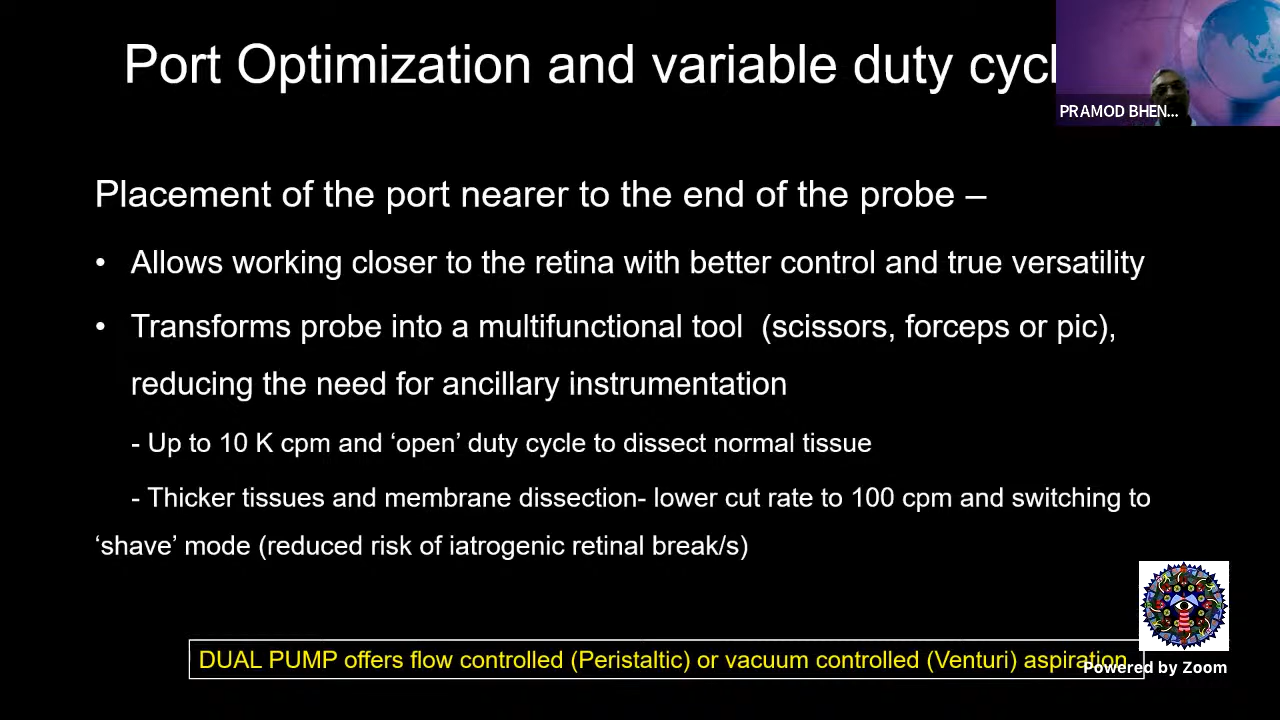 Port Optimization and variable duty cycl
PRAMOD BHEN...
Placement of the port nearer to the end of the probe –
• Allows working closer to the retina with better control and true versatility
• Transforms probe into a multifunctional tool (scissors, forceps or pic),
reducing the need for ancillary instrumentation
- Up to 10 K cpm and ‘open’ duty cycle to dissect normal tissue
- Thicker tissues and membrane dissection- lower cut rate to 100 cpm and switching to
‘shave’ mode (reduced risk of iatrogenic retinal break/s)
DUAL PUMP offers flow controlled (Peristaltic) or vacuum controlled (Venturi) aspiration
Powered by Zoom